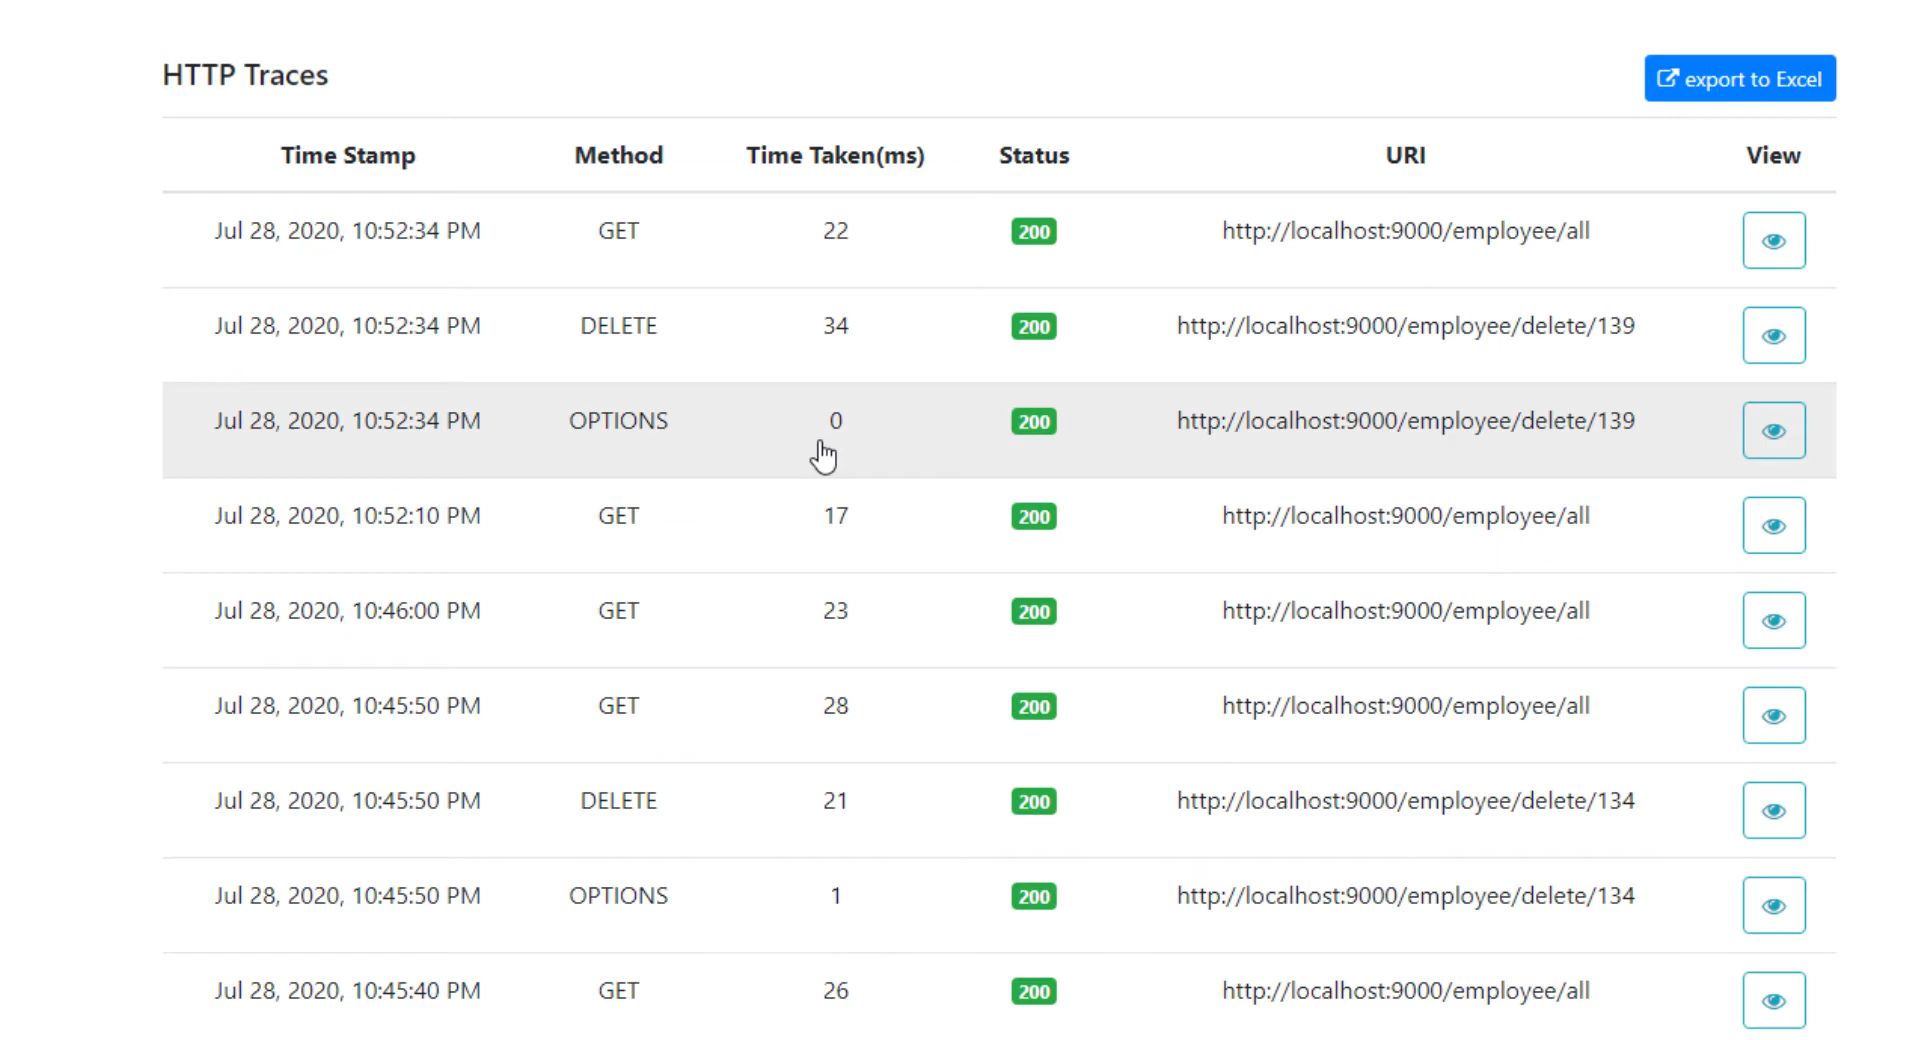 HTTP Traces
export to Excel
Time Stamp Method Time Taken(ms) Status URI View
Jul 28, 2020, 10:52:34 PM GET 22 200 http://localhost:9000/employee/all
Jul 28, 2020, 10:52:34 PM DELETE 34 200 http://localhost:9000/employee/delete/139
Jul 28, 2020, 10:52:34 PM OPTIONS 0 200 http://localhost:9000/employee/delete/139
Jul 28, 2020, 10:52:10 PM GET 17 200 http://localhost:9000/employee/all
Jul 28, 2020, 10:46:00 PM GET 23 200 http://localhost:9000/employee/all
Jul 28, 2020, 10:45:50 PM GET 28 200 http://localhost:9000/employee/all
Jul 28, 2020, 10:45:50 PM DELETE 21 200 http://localhost:9000/employee/delete/134
Jul 28, 2020, 10:45:50 PM OPTIONS 1 200 http://localhost:9000/employee/delete/134
Jul 28, 2020, 10:45:40 PM GET 26 200 http://localhost:9000/employee/all